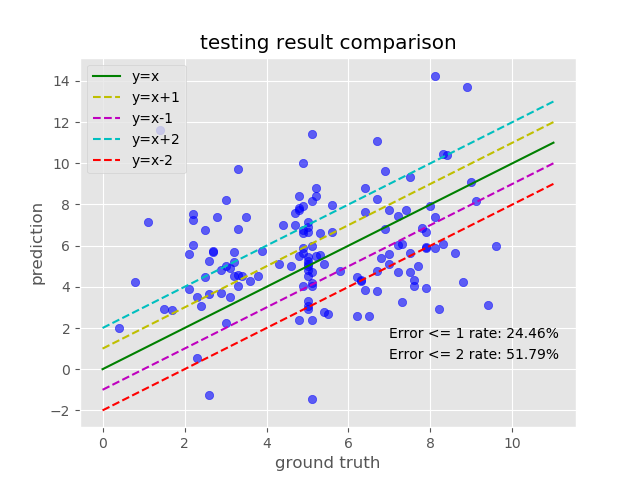 testing result comparison
y=x
y=x+1
y=x-1
y=x+2
y=x-2
14
12
10
8
6
4
2
0
−2
prediction
Error <= 1 rate: 24.46%
Error <= 2 rate: 51.79%
0 2 4 6 8 10
ground truth